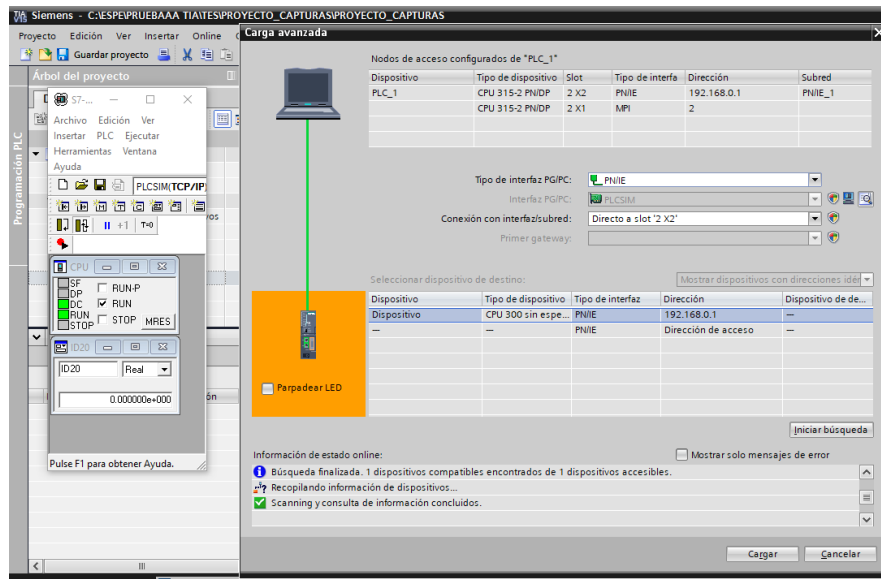 Siemens - C:\ESPE\PRUEBAAA TIA\TES\PROYECTO_CAPTURAS\PROYECTO_CAPTURAS
Proyecto Edición Ver Insertar Online
Guardar proyecto
Árbol del proyecto
Programación PLC
S7-...
Archivo Edición Ver
Insertar PLC Ejecutar
Herramientas Ventana
Ayuda
PLCSIM(TCP/IP)
+1 T=0
CPU
SF
DP
DC
RUN
STOP
RUN-P
RUN
STOP
MRES
ID20
ID20 Real
0.000000e+000
Pulse F1 para obtener Ayuda.
Carga avanzada
Nodos de acceso configurados de "PLC_1"
Dispositivo Tipo de dispositivo Slot Tipo de interfa Dirección Subred
PLC_1 CPU 315-2 PN/DP 2 X2 PN/IE 192.168.0.1 PN/IE_1
CPU 315-2 PN/DP 2 X1 MPI 2
Tipo de interfaz PG/PC: PN/IE
Interfaz PG/PC: PLCSIM
Conexión con interfaz/subred: Directo a slot '2 X2'
Primer gateway:
Seleccionar dispositivo de destino: Mostrar dispositivos con direcciones idén
Dispositivo Tipo de dispositivo Tipo de interfaz Dirección Dispositivo de de...
Dispositivo CPU 300 sin espe... PN/IE 192.168.0.1 —
— — PN/IE Dirección de acceso —
Parpadear LED
Iniciar búsqueda
Información de estado online: Mostrar solo mensajes de error
Búsqueda finalizada. 1 dispositivos compatibles encontrados de 1 dispositivos accesibles.
Recopilando información de dispositivos...
Scanning y consulta de información concluidos.
Cargar Cancelar